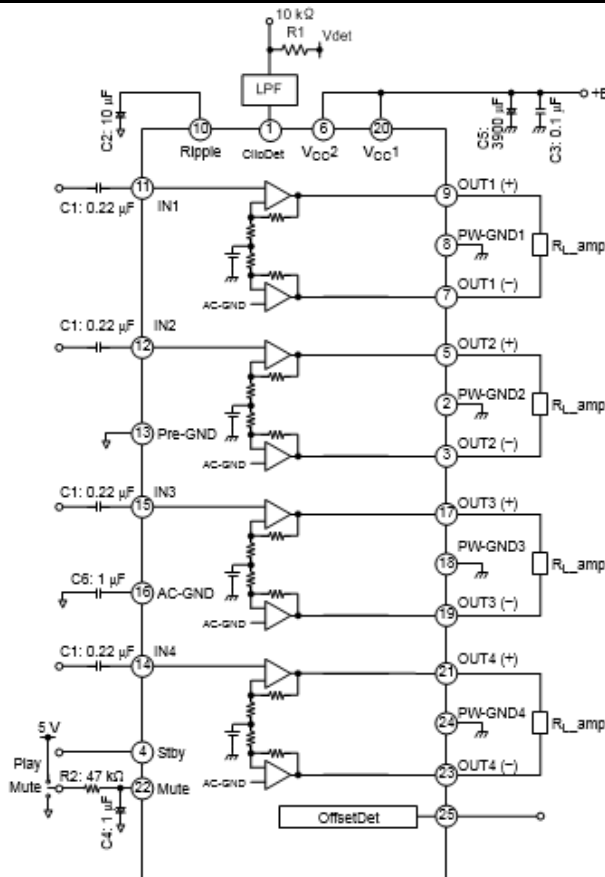 10 kΩ
R1
Vdet
LPF
+B
C2: 10 µF
C5: 3900 µF
C3: 0.1 µF
10
1
6
20
Ripple
ClipDet
VCC2
VCC1
C1: 0.22 µF
11
IN1
9
OUT1 (+)
8
PW-GND1
RL_amp
AC-GND
7
OUT1 (−)
C1: 0.22 µF
12
IN2
5
OUT2 (+)
2
PW-GND2
RL_amp
13
Pre-GND
AC-GND
3
OUT2 (−)
C1: 0.22 µF
15
IN3
17
OUT3 (+)
18
PW-GND3
RL_amp
C6: 1 µF
16
AC-GND
AC-GND
19
OUT3 (−)
C1: 0.22 µF
14
IN4
21
OUT4 (+)
24
PW-GND4
RL_amp
5 V
4
Stby
Play
Mute
R2: 47 kΩ
22
Mute
C4: 1 µF
AC-GND
23
OUT4 (−)
OffsetDet
25